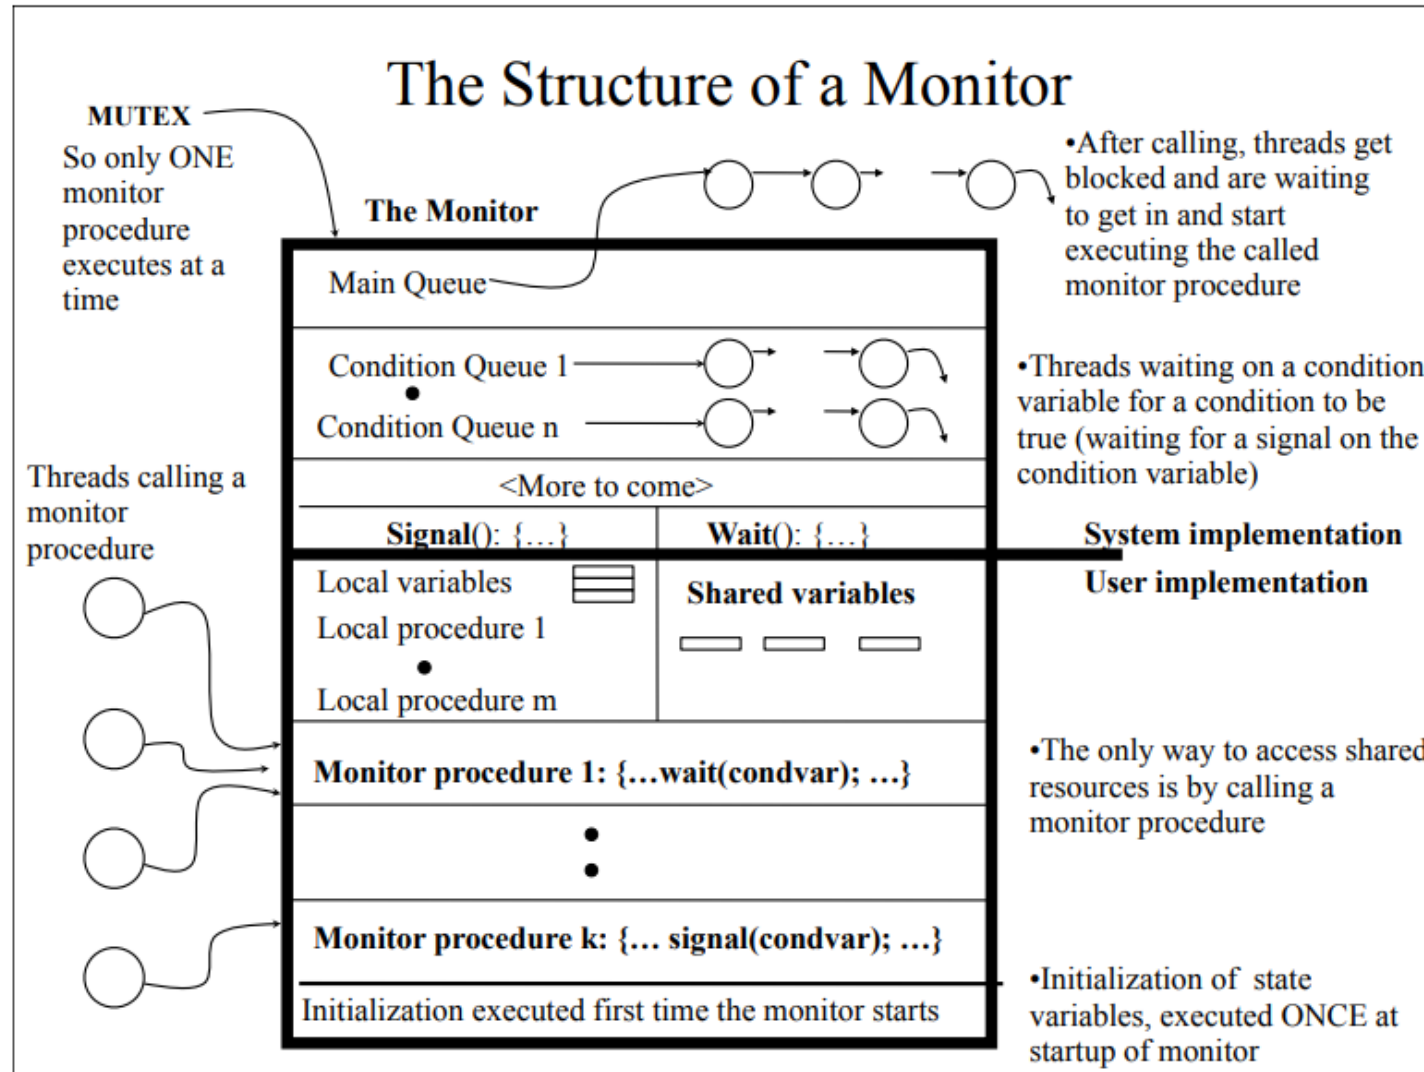 The Structure of a Monitor
MUTEX
So only ONE
monitor
procedure
executes at a
time
The Monitor
•After calling, threads get
blocked and are waiting
to get in and start
executing the called
monitor procedure
Main Queue
Condition Queue 1
Condition Queue n
•Threads waiting on a condition
variable for a condition to be
true (waiting for a signal on the
condition variable)
<More to come>
Signal(): {…}
Wait(): {…}
System implementation
User implementation
Threads calling a
monitor
procedure
Local variables
Local procedure 1
Local procedure m
Shared variables
Monitor procedure 1: {…wait(condvar); …}
•The only way to access shared
resources is by calling a
monitor procedure
Monitor procedure k: {… signal(condvar); …}
Initialization executed first time the monitor starts
•Initialization of state
variables, executed ONCE at
startup of monitor